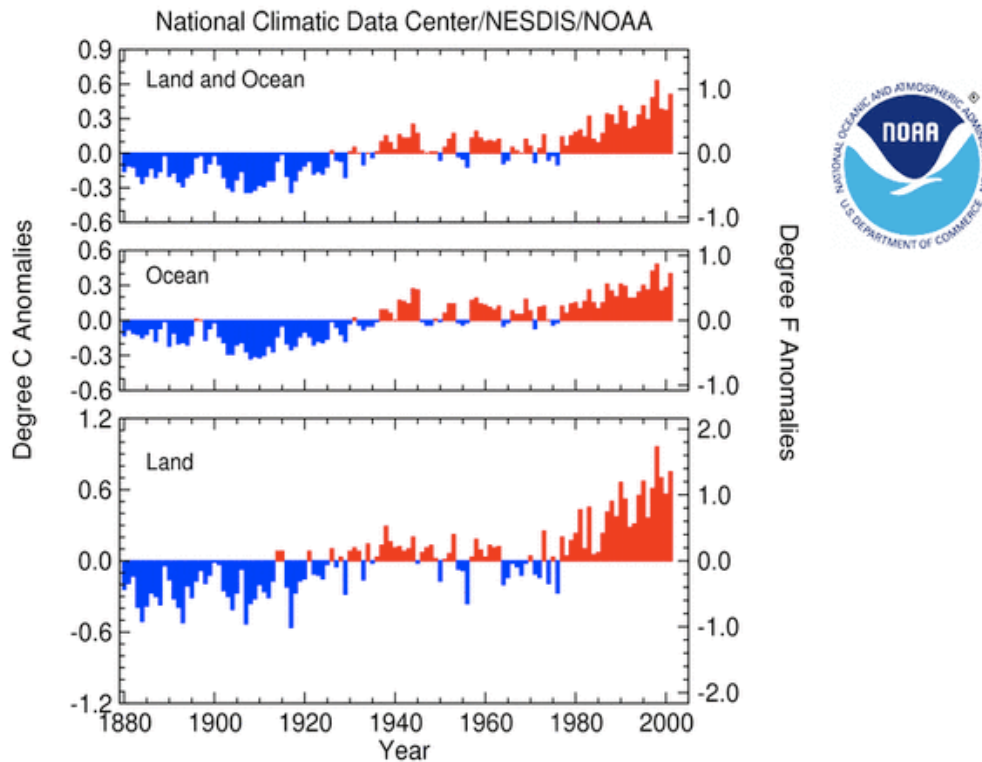 National Climatic Data Center/NESDIS/NOAA
Degree C Anomalies
Degree F Anomalies
Land and Ocean
0.9
0.6
0.3
0.0
-0.3
-0.6
1.0
0.0
-1.0
Ocean
0.6
0.3
0.0
-0.3
-0.6
1.0
0.0
-1.0
Land
1.2
0.6
0.0
-0.6
-1.2
2.0
1.0
0.0
-1.0
-2.0
1880 1900 1920 1940 1960 1980 2000
Year
NATIONAL OCEANIC AND ATMOSPHERIC
NOAA
U.S. DEPARTMENT OF COMMERCE